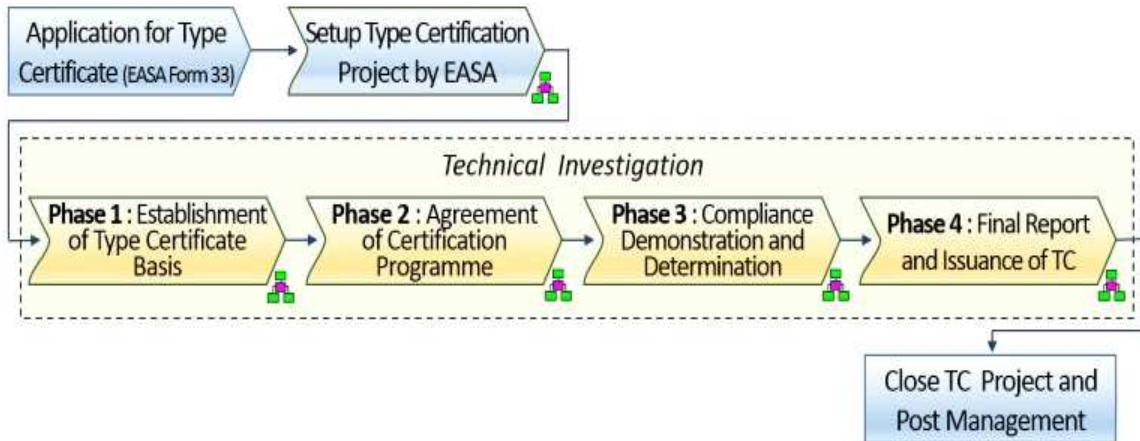 Application for Type
Certificate (EASA Form 33)
Setup Type Certification
Project by EASA
Technical Investigation
Phase 1 : Establishment
of Type Certificate
Basis
Phase 2 : Agreement
of Certification
Programme
Phase 3 : Compliance
Demonstration and
Determination
Phase 4 : Final Report
and Issuance of TC
Close TC Project and
Post Management